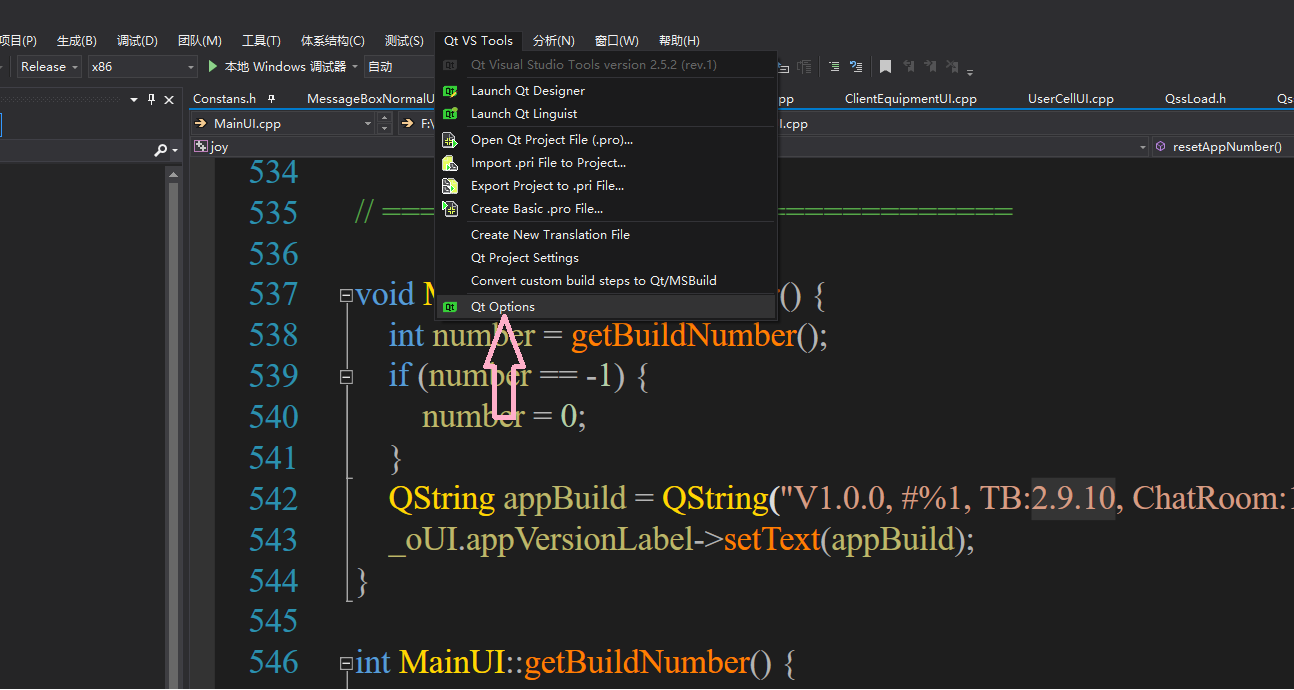 项目(P) 生成(B) 调试(D) 团队(M) 工具(T) 体系结构(C) 测试(S) Qt VS Tools 分析(N) 窗口(W) 帮助(H)
Release x86 本地 Windows 调试器 自动
Qt Visual Studio Tools version 2.5.2 (rev.1)
Launch Qt Designer
Launch Qt Linguist
Open Qt Project File (.pro)...
Import .pri File to Project...
Export Project to .pri File...
Create Basic .pro File...
Create New Translation File
Qt Project Settings
Convert custom build steps to Qt/MSBuild
Qt Options
Constans.h MessageBoxNormalU pp ClientEquipmentUI.cpp UserCellUI.cpp QssLoad.h Qs
MainUI.cpp F:\ I.cpp
joy resetAppNumber()
534
535 // ==============================
536
537 void M () {
538 int number = getBuildNumber();
539 if (number == -1) {
540 number = 0;
541 }
542 QString appBuild = QString("V1.0.0, #%1, TB:2.9.10, ChatRoom:1
543 _oUI.appVersionLabel->setText(appBuild);
544 }
545
546 int MainUI::getBuildNumber() {